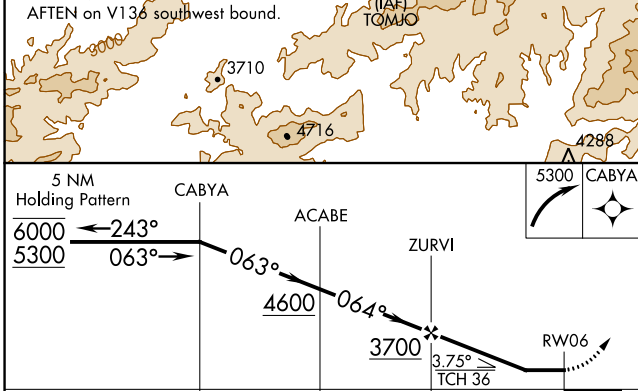 AFTEN on V136 southwest bound.
(IAF)
TOMJO
3000
3710
4716
4288
5 NM
Holding Pattern
6000
5300
243°
063°
CABYA
063°
4600
ACABE
064°
3700
ZURVI
3.75°
TCH 36
RW06
5300
CABYA